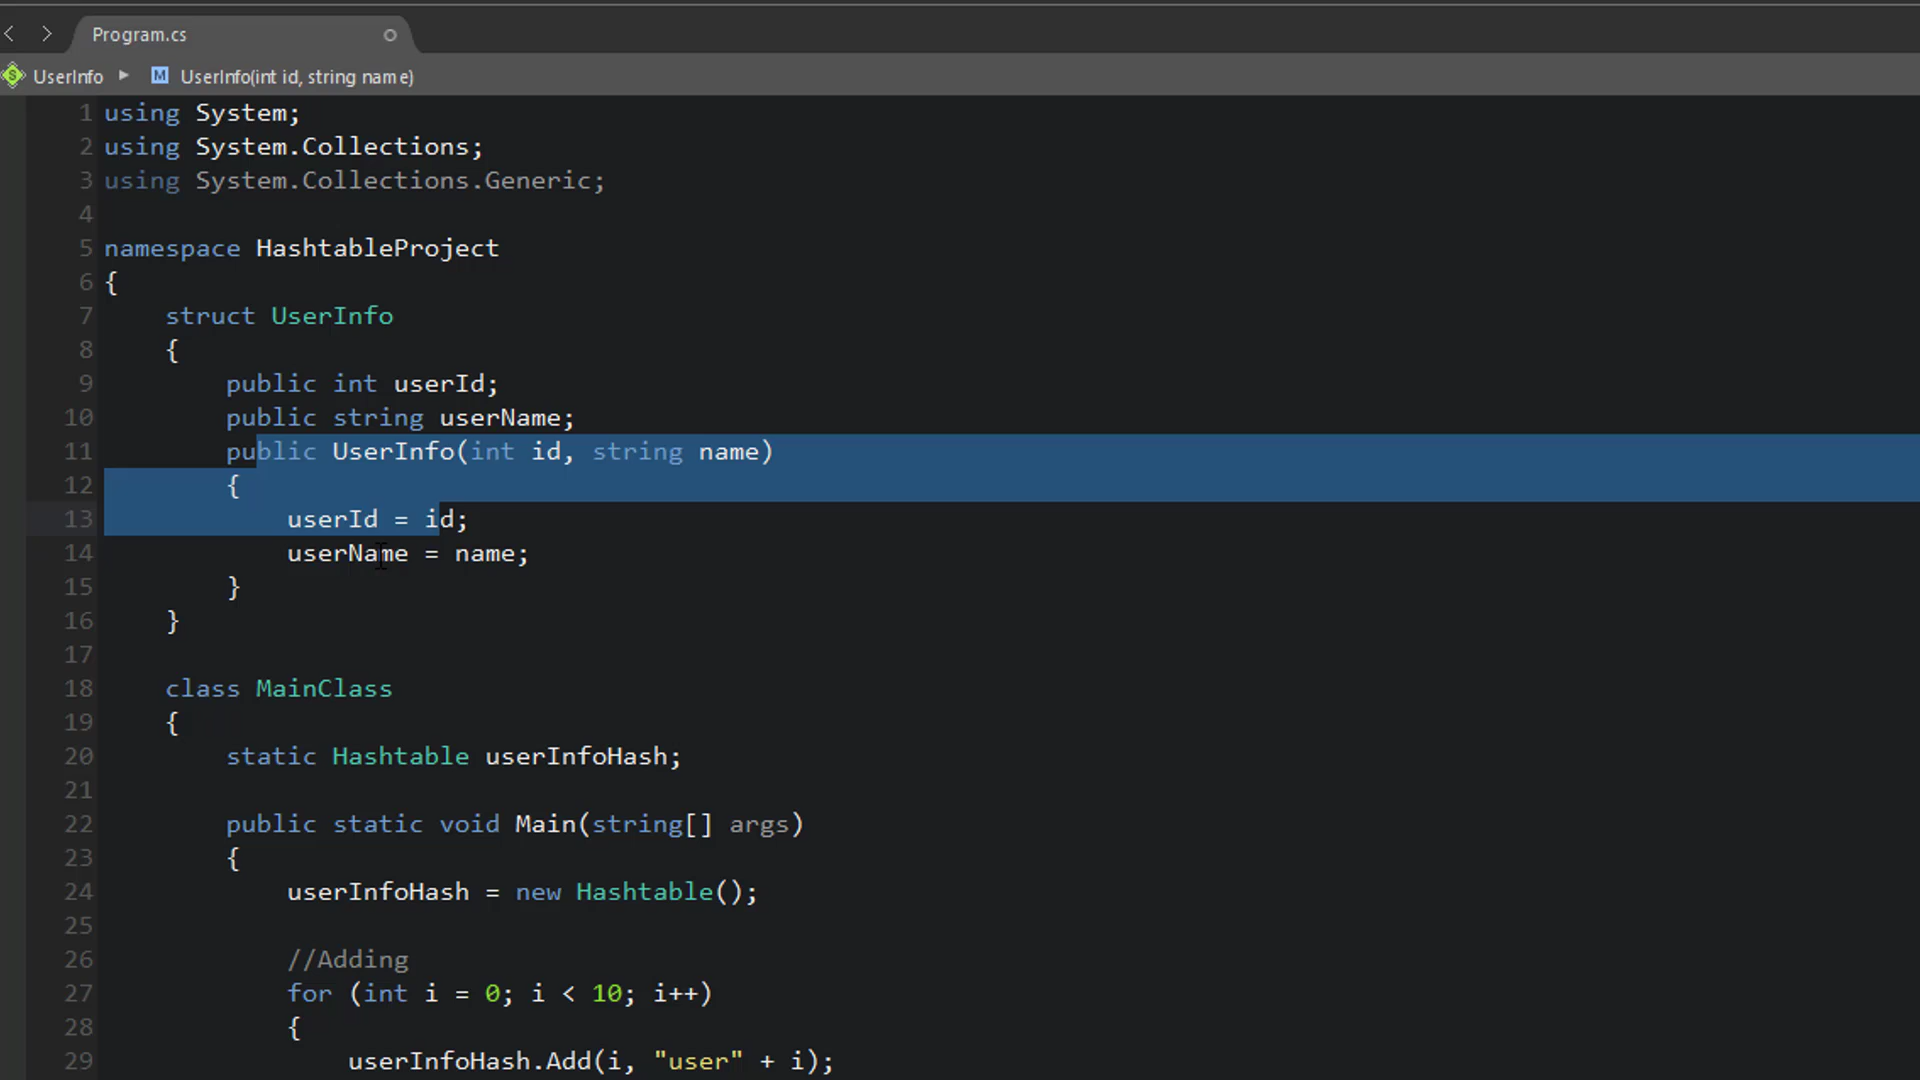 Program.cs
UserInfo M UserInfo(int id, string name)
1 using System;
2 using System.Collections;
3 using System.Collections.Generic;
4
5 namespace HashtableProject
6 {
7 struct UserInfo
8 {
9 public int userId;
10 public string userName;
11 public UserInfo(int id, string name)
12 {
13 userId = id;
14 userName = name;
15 }
16 }
17
18 class MainClass
19 {
20 static Hashtable userInfoHash;
21
22 public static void Main(string[] args)
23 {
24 userInfoHash = new Hashtable();
25
26 //Adding
27 for (int i = 0; i < 10; i++)
28 {
29 userInfoHash.Add(i, "user" + i);